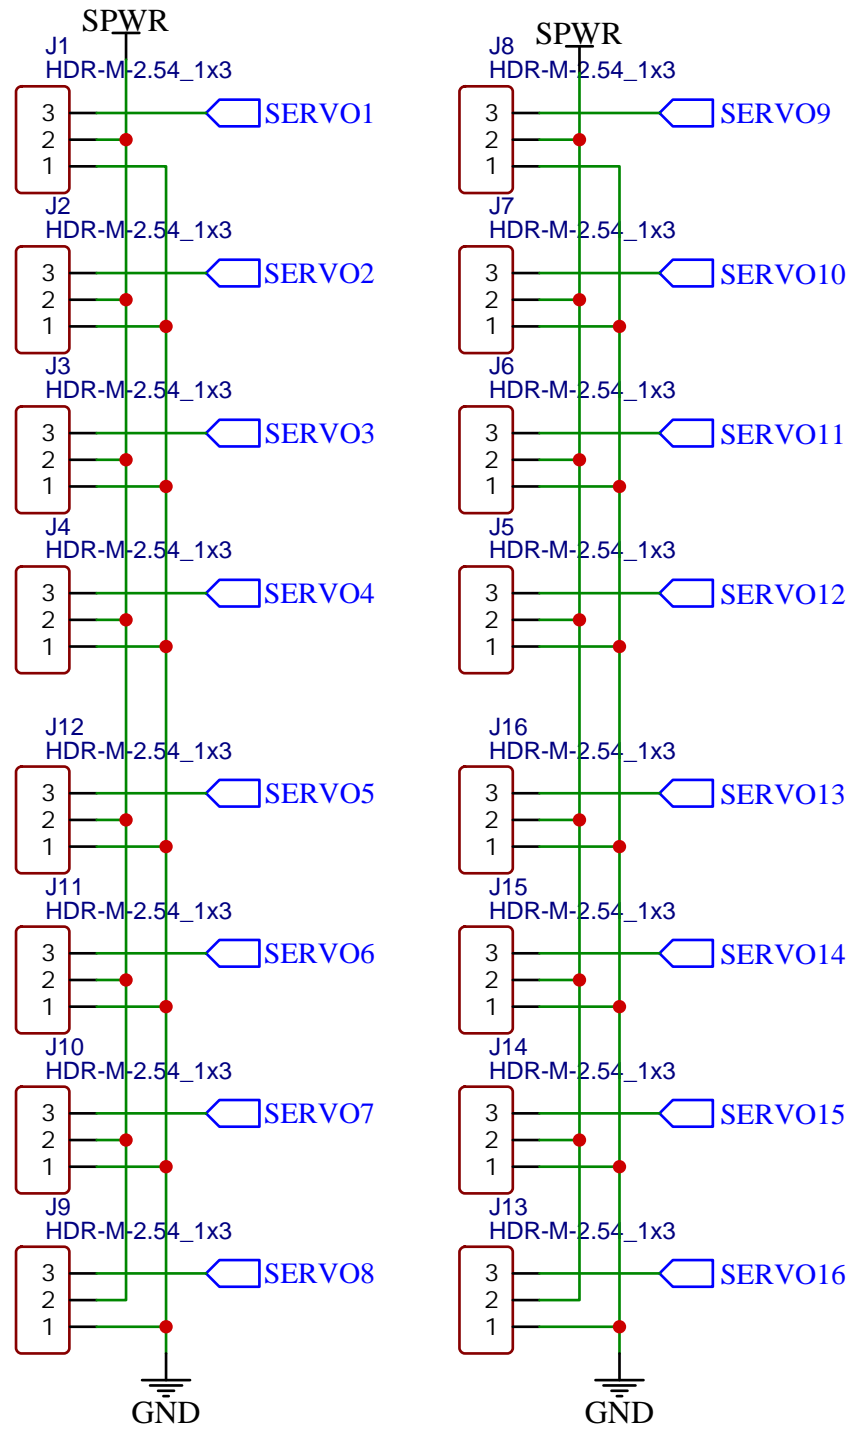 SPWR
J1
HDR-M-2.54_1x3
3
SERVO1
2
1
J2
HDR-M-2.54_1x3
3
SERVO2
2
1
J3
HDR-M-2.54_1x3
3
SERVO3
2
1
J4
HDR-M-2.54_1x3
3
SERVO4
2
1
J12
HDR-M-2.54_1x3
3
SERVO5
2
1
J11
HDR-M-2.54_1x3
3
SERVO6
2
1
J10
HDR-M-2.54_1x3
3
SERVO7
2
1
J9
HDR-M-2.54_1x3
3
SERVO8
2
1
GND
SPWR
J8
HDR-M-2.54_1x3
3
SERVO9
2
1
J7
HDR-M-2.54_1x3
3
SERVO10
2
1
J6
HDR-M-2.54_1x3
3
SERVO11
2
1
J5
HDR-M-2.54_1x3
3
SERVO12
2
1
J16
HDR-M-2.54_1x3
3
SERVO13
2
1
J15
HDR-M-2.54_1x3
3
SERVO14
2
1
J14
HDR-M-2.54_1x3
3
SERVO15
2
1
J13
HDR-M-2.54_1x3
3
SERVO16
2
1
GND